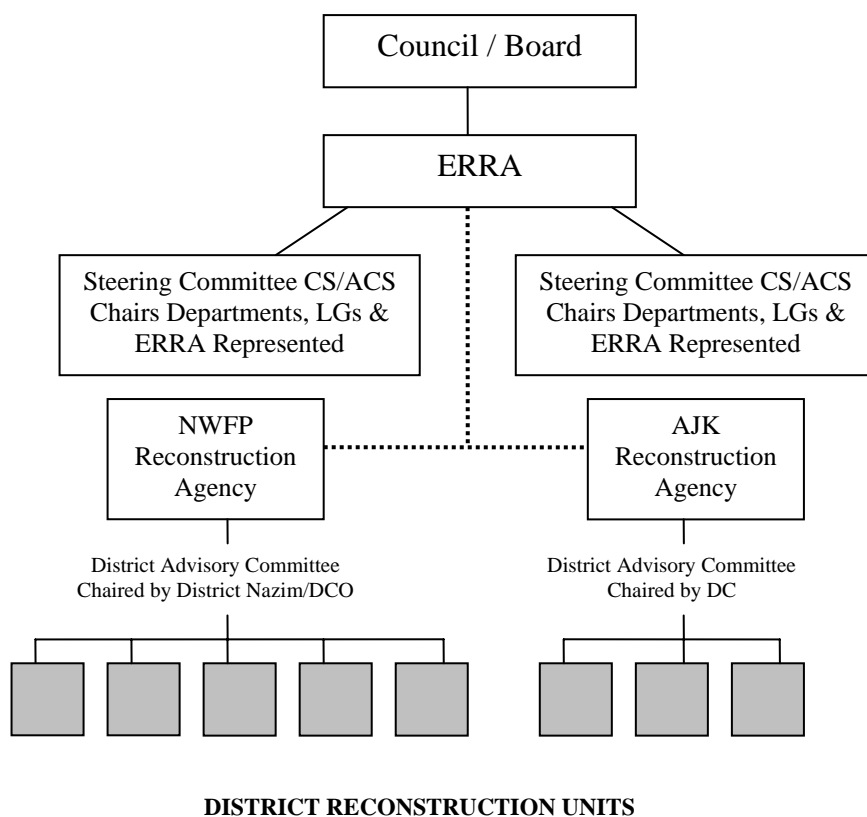 Council / Board
ERRA
Steering Committee CS/ACS
Chairs Departments, LGs &
ERRA Represented
Steering Committee CS/ACS
Chairs Departments, LGs &
ERRA Represented
NWFP
Reconstruction
Agency
AJK
Reconstruction
Agency
District Advisory Committee
Chaired by District Nazim/DCO
District Advisory Committee
Chaired by DC
DISTRICT RECONSTRUCTION UNITS